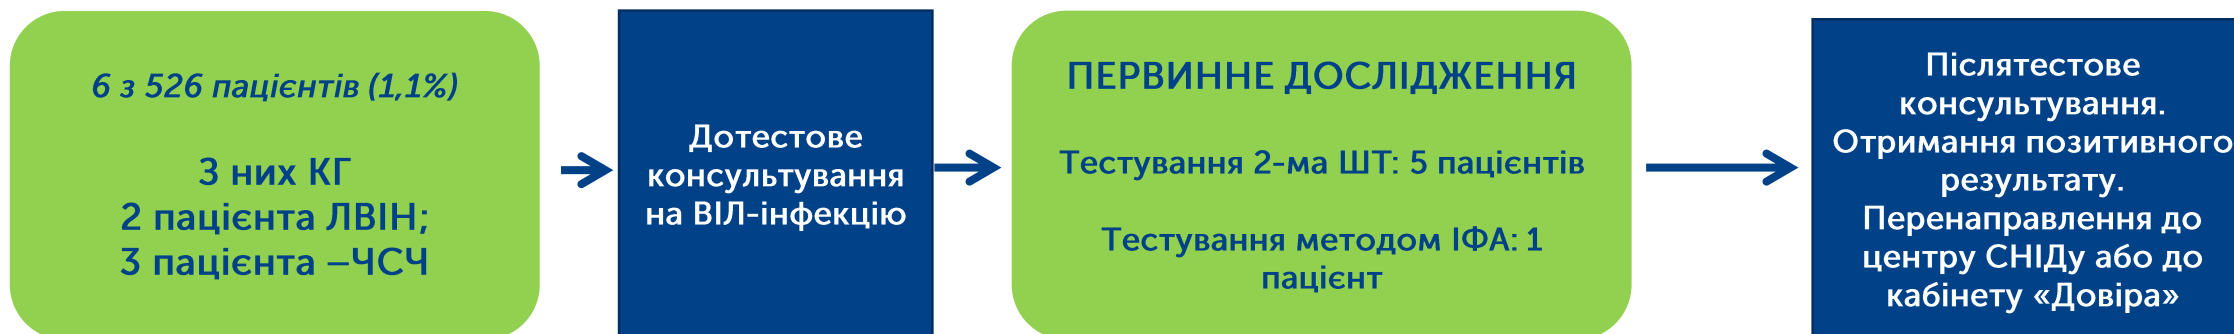 6 з 526 пацієнтів (1,1%)
З них КГ
2 пацієнта ЛВІН;
3 пацієнта –ЧСЧ
Дотестове
консультування
на ВІЛ-інфекцію
ПЕРВИННЕ ДОСЛІДЖЕННЯ
Тестування 2-ма ШТ: 5 пацієнтів
Тестування методом ІФА: 1
пацієнт
Післятестове
консультування.
Отримання позитивного
результату.
Перенаправлення до
центру СНІДу або до
кабінету «Довіра»